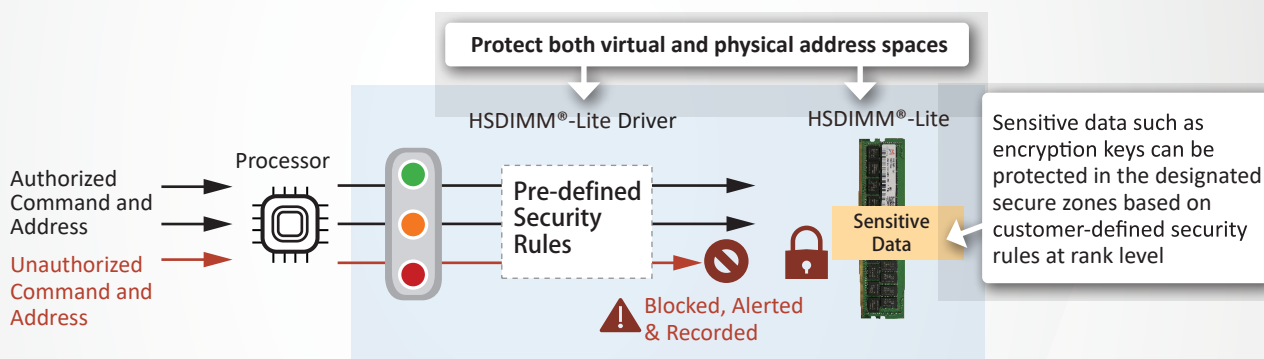 Protect both virtual and physical address spaces
HSDIMM®-Lite Driver
HSDIMM®-Lite
Processor
Authorized
Command and
Address
Unauthorized
Command and
Address
Pre-defined
Security
Rules
Blocked, Alerted
& Recorded
Sensitive
Data
Sensitive data such as
encryption keys can be
protected in the designated
secure zones based on
customer-defined security
rules at rank level